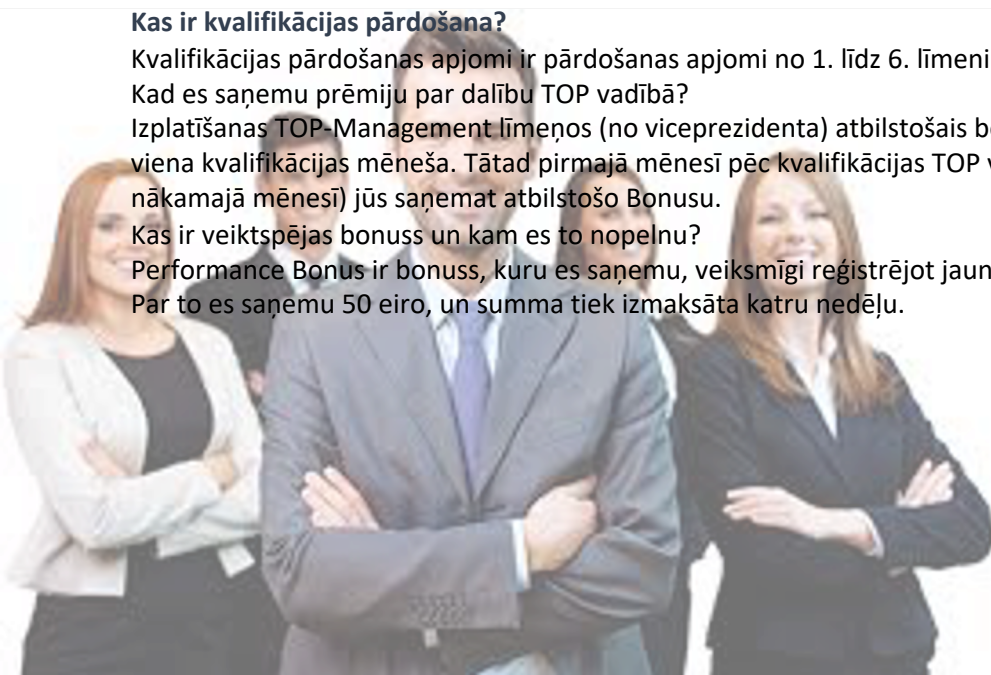 Kas ir kvalifikācijas pārdošana?
Kvalifikācijas pārdošanas apjomi ir pārdošanas apjomi no 1. līdz 6. līmeni
Kad es saņemu prēmiju par dalību TOP vadībā?
Izplatīšanas TOP-Management līmeņos (no viceprezidenta) atbilstošais
viena kvalifikācijas mēneša. Tātad pirmajā mēnesī pēc kvalifikācijas TOP
nākamajā mēnesī) jūs saņemat atbilstošo Bonusu.
Kas ir veiktspējas bonuss un kam es to nopelnu?
Performance Bonus ir bonuss, kuru es saņemu, veiksmīgi reģistrējot jaun
Par to es saņemu 50 eiro, un summa tiek izmaksāta katru nedēļu.